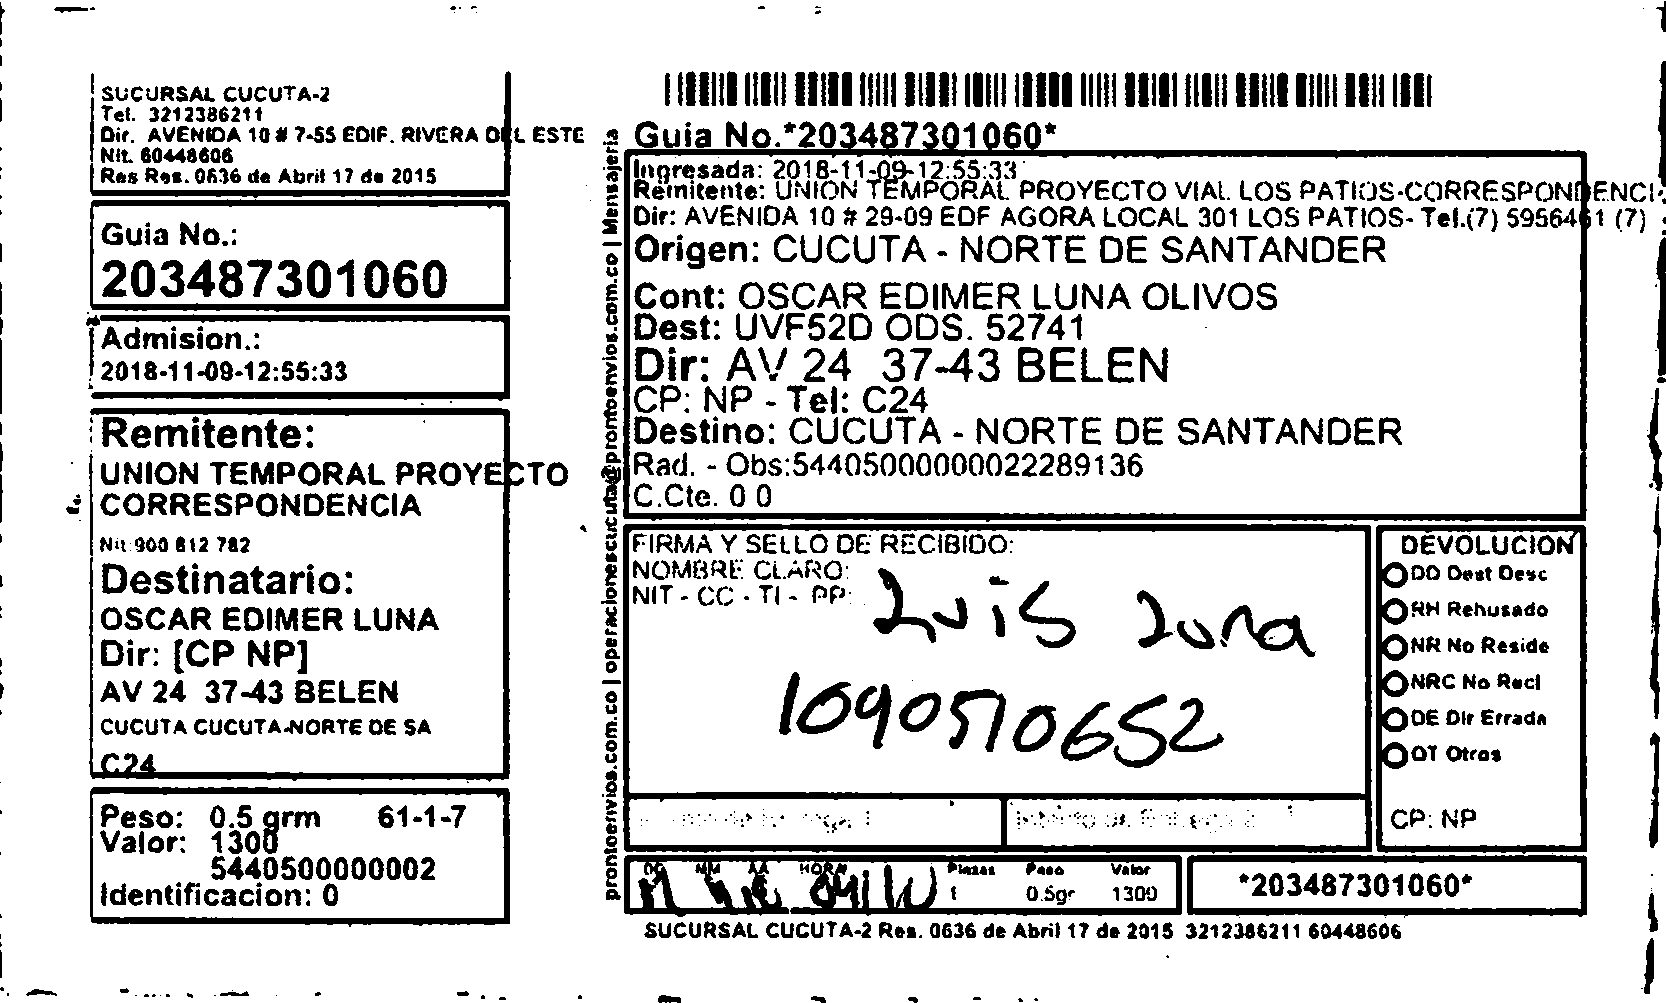 SUCURSAL CUCUTA-2
Tel. 3212386211
Dir. AVENIDA 10 # 7-55 EDIF. RIVERA DEL ESTE
Nit. 60448606
Res Res. 0636 de Abril 17 de 2015
Guia No.:
203487301060
Admision.:
2018-11-09-12:55:33
Remitente:
UNION TEMPORAL PROYECTO
CORRESPONDENCIA
Nit 900 812 782
Destinatario:
OSCAR EDIMER LUNA
Dir: [CP NP]
AV 24 37-43 BELEN
CUCUTA CUCUTA-NORTE DE SA
C24
Peso: 0.5 grm 61-1-7
Valor: 1300
5440500000002
Identificacion: 0
prontoenvios.com.co | operacionescucuta@prontoenvios.com.co | Mensajeria
Guia No.*203487301060*
Ingresada: 2018-11-09-12:55:33
Remitente: UNION TEMPORAL PROYECTO VIAL LOS PATIOS-CORRESPONDENCI
Dir: AVENIDA 10 # 29-09 EDF AGORA LOCAL 301 LOS PATIOS- Tel.(7) 5956461 (7)
Origen: CUCUTA - NORTE DE SANTANDER
Cont: OSCAR EDIMER LUNA OLIVOS
Dest: UVF52D ODS. 52741
Dir: AV 24 37-43 BELEN
CP: NP - Tel: C24
Destino: CUCUTA - NORTE DE SANTANDER
Rad. - Obs:54405000000022289136
C.Cte. 0 0
FIRMA Y SELLO DE RECIBIDO:
NOMBRE CLARO:
NIT - CC - TI - PP:
Luis Luna
1090510652
DEVOLUCION
DD Dest Desc
RH Rehusado
NR No Reside
NRC No Recl
DE Dir Errada
OT Otros
CP: NP
DD MM AA HORA
Piezas Peso Valor
1 0.5gr 1300
*203487301060*
SUCURSAL CUCUTA-2 Res. 0636 de Abril 17 de 2015 3212386211 60448606